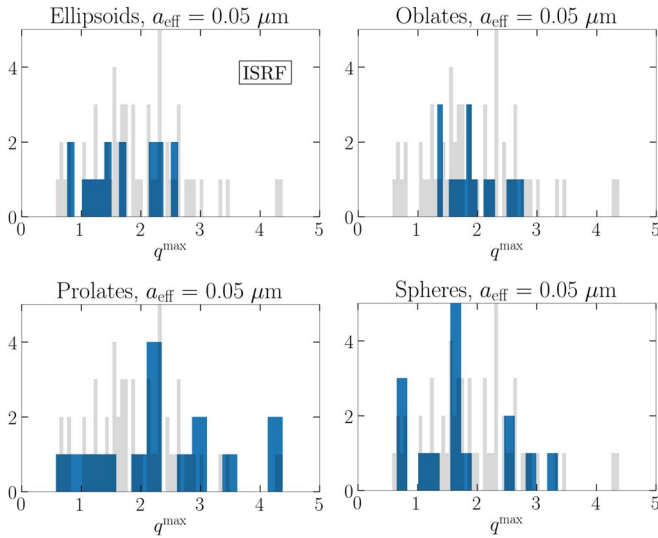 Ellipsoids, a_eff = 0.05 μm
ISRF
4
2
0
0 1 2 3 4 5
q^max
Oblates, a_eff = 0.05 μm
4
2
0
0 1 2 3 4 5
q^max
Prolates, a_eff = 0.05 μm
4
2
0
0 1 2 3 4 5
q^max
Spheres, a_eff = 0.05 μm
4
2
0
0 1 2 3 4 5
q^max